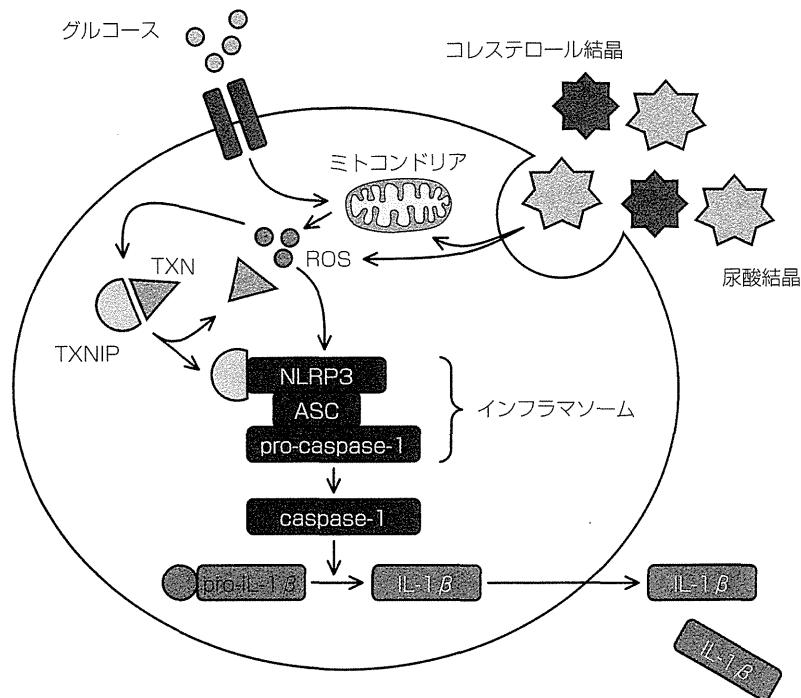 グルコース
コレステロール結晶
ミトコンドリア
ROS
TXN
尿酸結晶
TXNIP
NLRP3
ASC
インフラマソーム
pro-caspase-1
caspase-1
pro-IL-1β
IL-1β
IL-1β
IL-1β